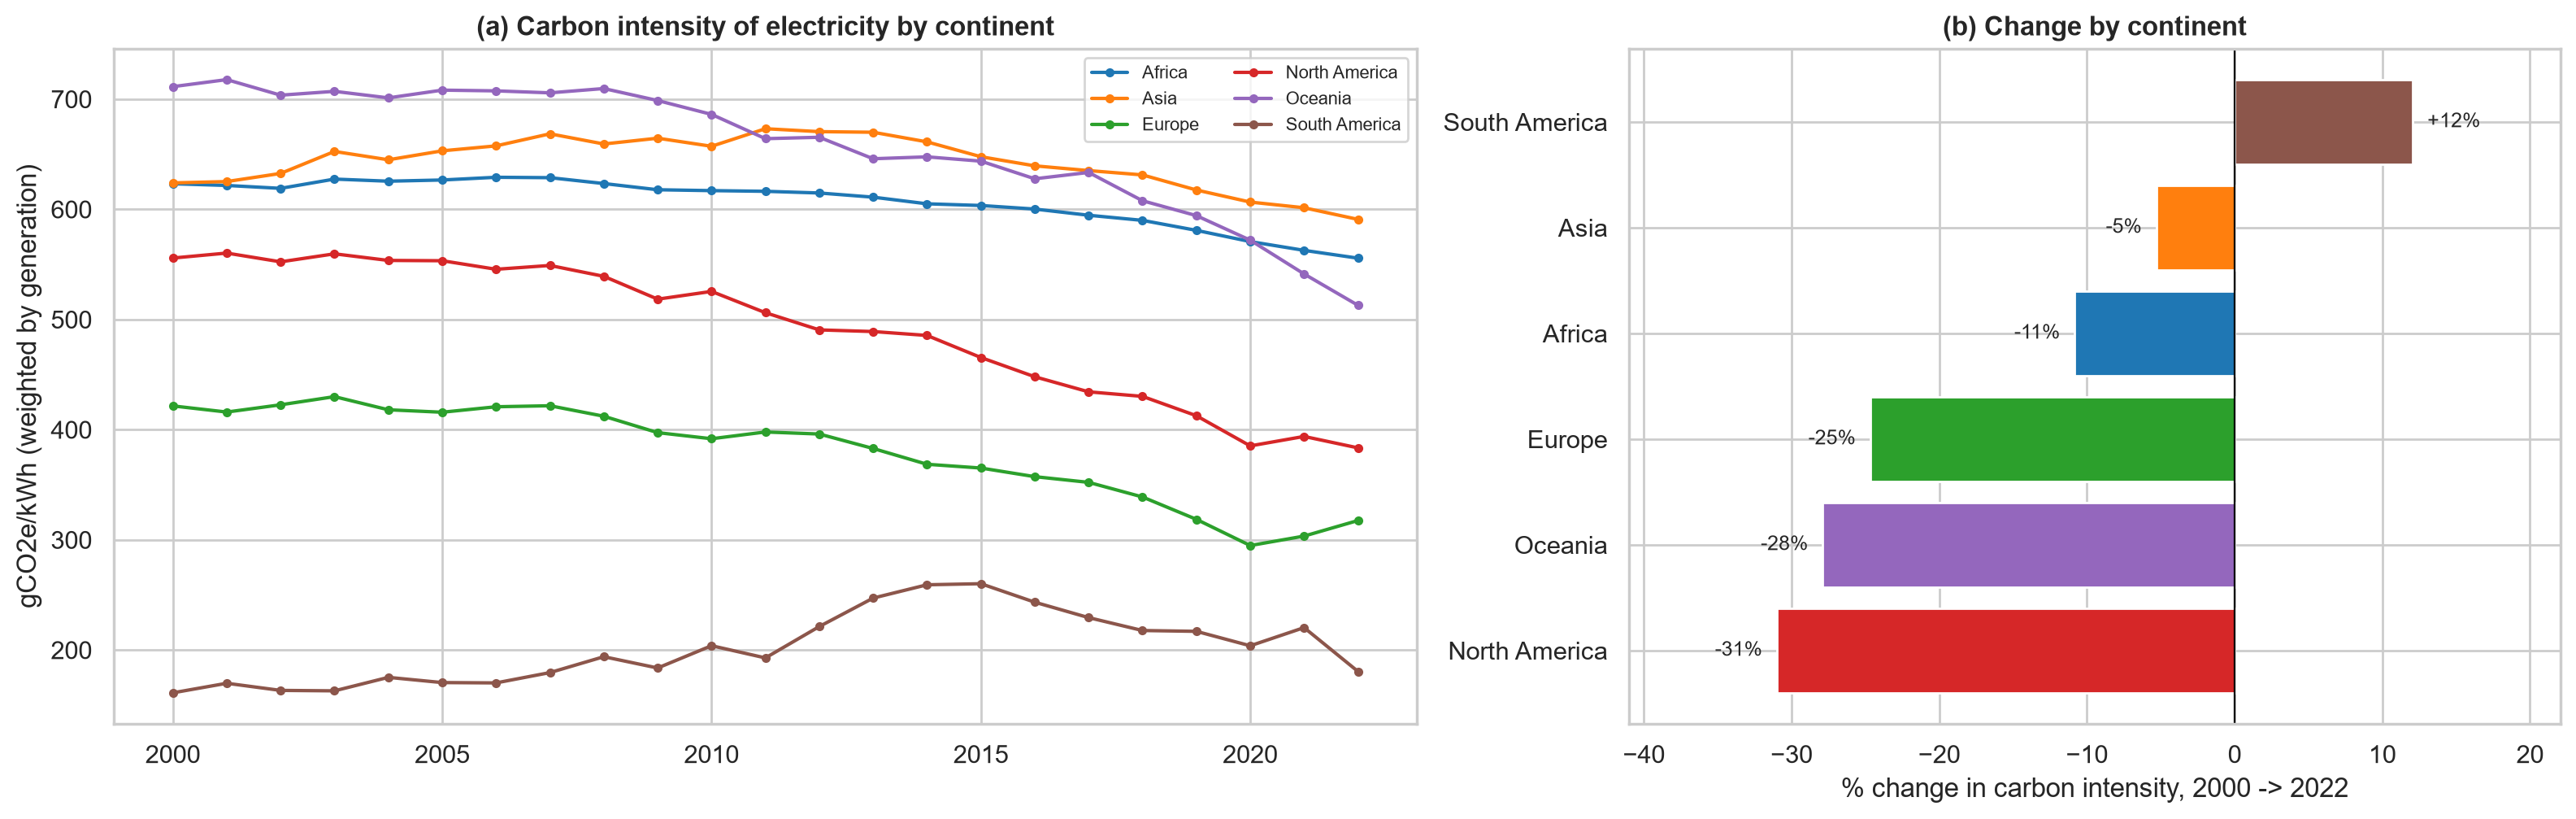 (a) Carbon intensity of electricity by continent
gCO2e/kWh (weighted by generation)
700
600
500
400
300
200
2000
2005
2010
2015
2020
Africa
Asia
Europe
North America
Oceania
South America
(b) Change by continent
South America
Asia
Africa
Europe
Oceania
North America
+12%
-5%
-11%
-25%
-28%
-31%
−40
−30
−20
−10
0
10
20
% change in carbon intensity, 2000 -> 2022